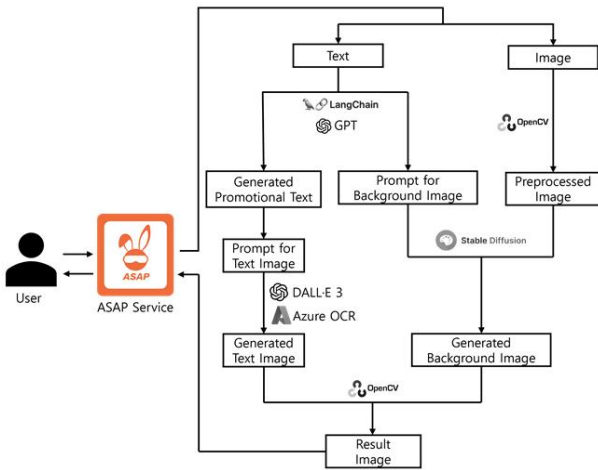 Text
Image
LangChain
GPT
OpenCV
Generated
Promotional Text
Prompt for
Background Image
Preprocessed
Image
Prompt for
Text Image
Stable Diffusion
ASAP
User
ASAP Service
DALL·E 3
Azure OCR
Generated
Text Image
Generated
Background Image
OpenCV
Result
Image